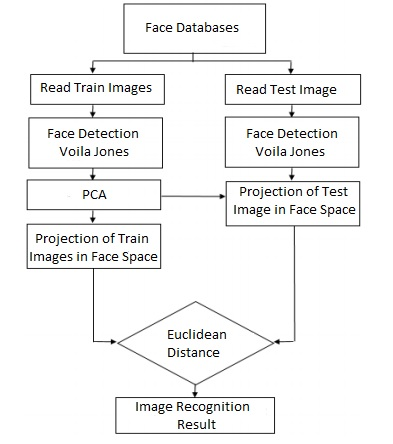 Face Databases
Read Train Images
Read Test Image
Face Detection
Voila Jones
Face Detection
Voila Jones
PCA
Projection of Test
Image in Face Space
Projection of Train
Images in Face Space
Euclidean
Distance
Image Recognition
Result